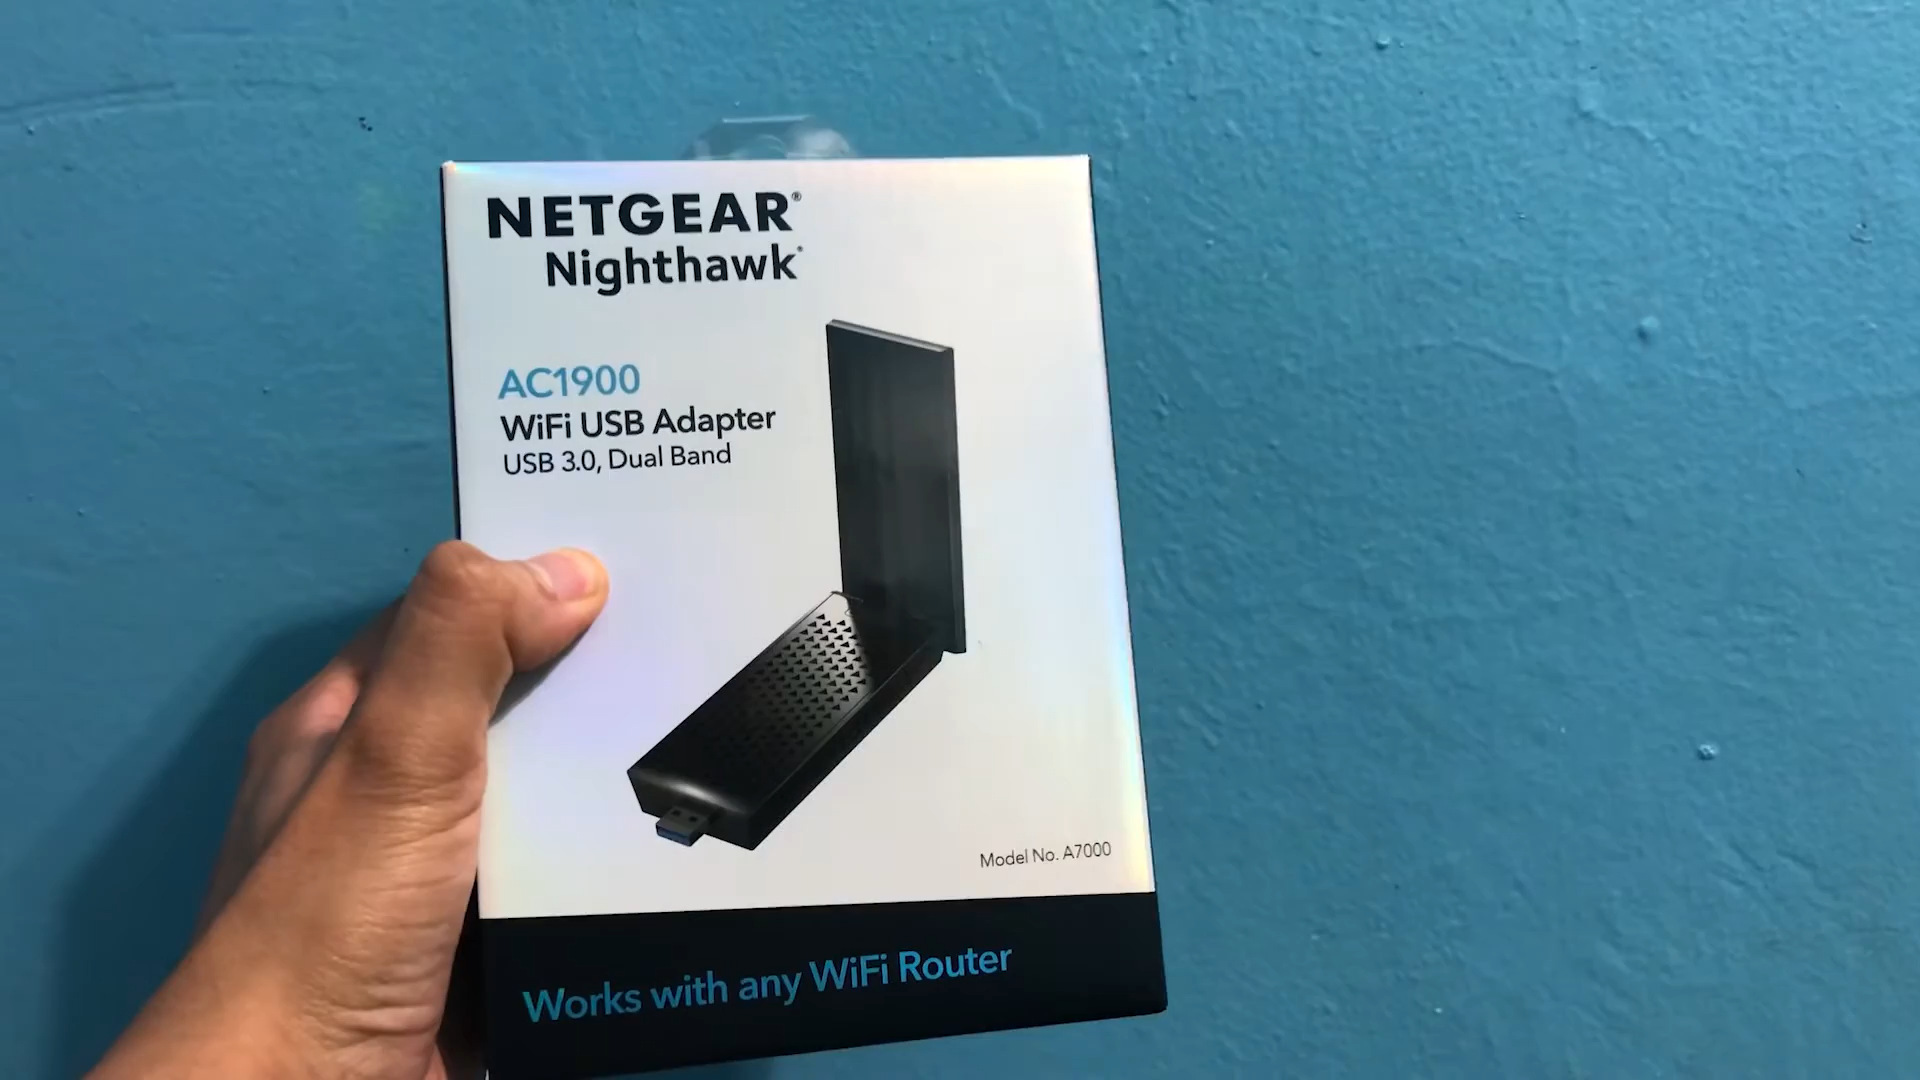 NETGEAR®
Nighthawk®
AC1900
WiFi USB Adapter
USB 3.0, Dual Band
Model No. A7000
Works with any WiFi Router